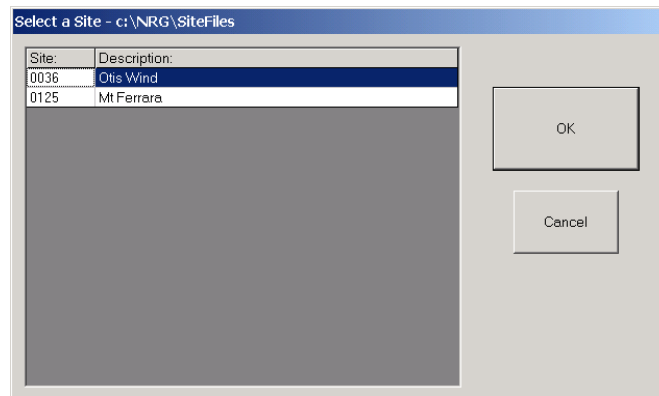 Select a Site - c:\NRG\SiteFiles
Site: Description:
0036 Otis Wind
0125 Mt Ferrara
OK
Cancel